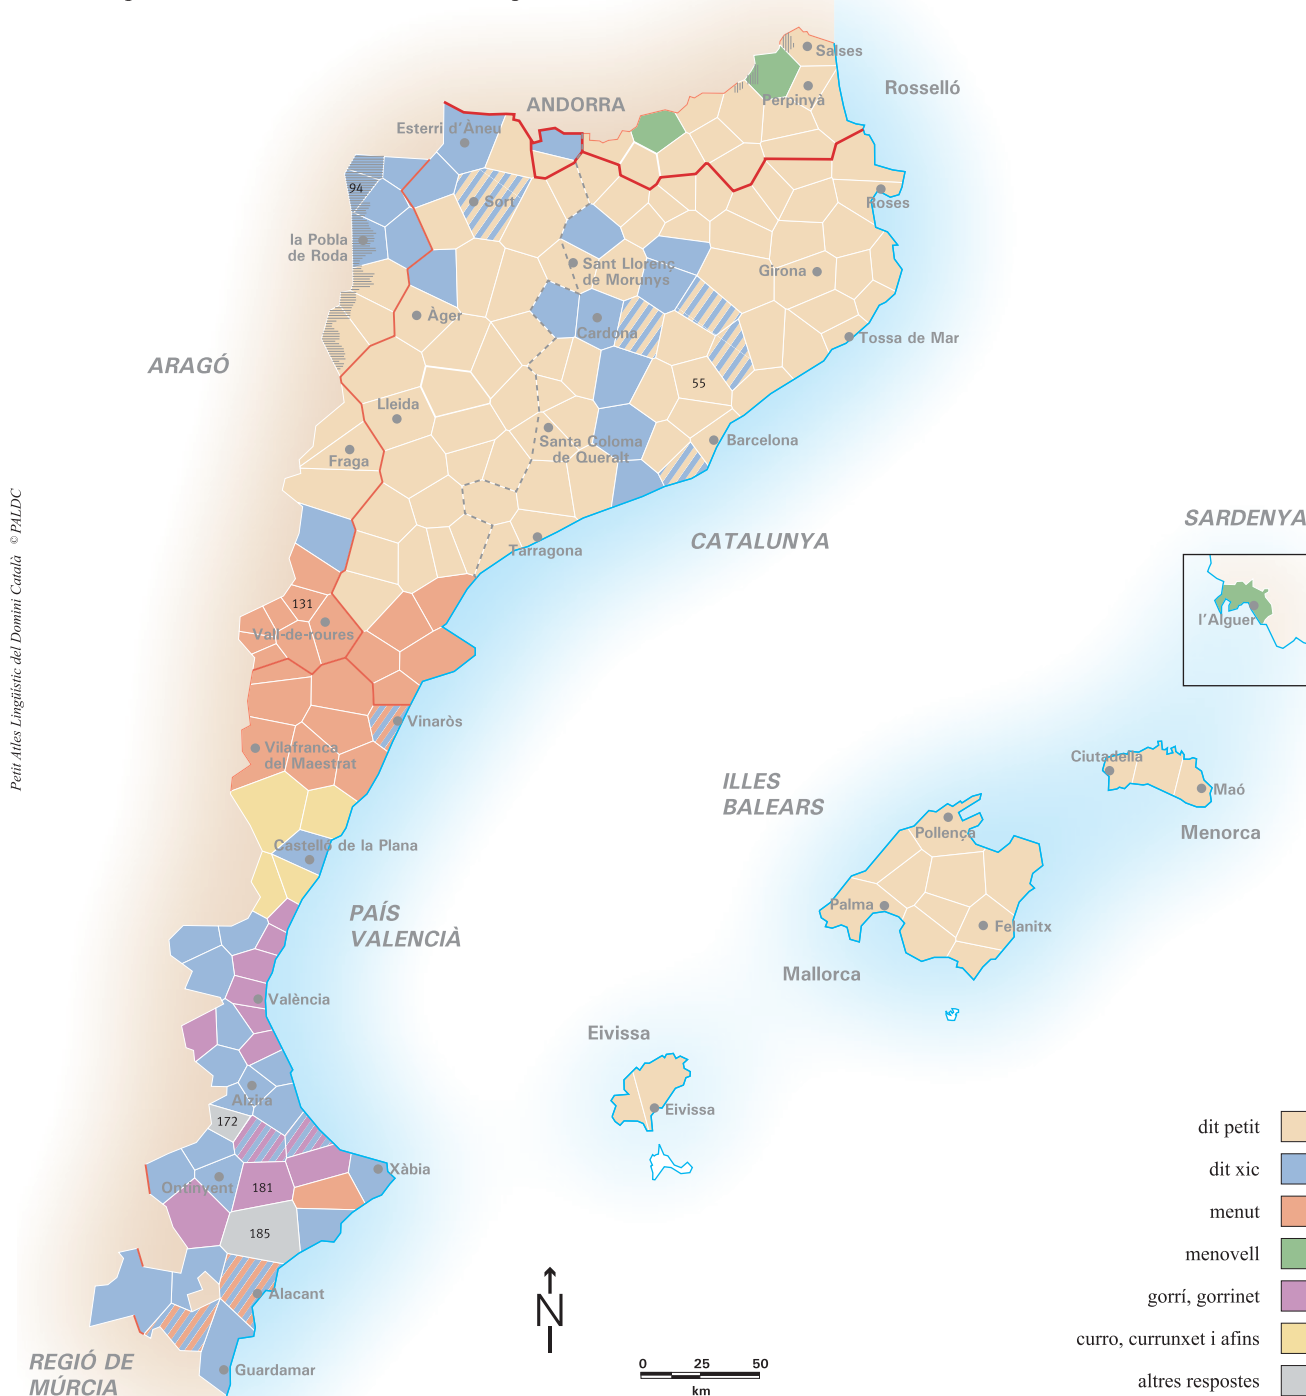 Salses
Rosselló
Perpinyà
ANDORRA
Esterri d'Àneu
94
Sort
Roses
la Pobla
de Roda
Sant Llorenç
de Morunys
Girona
Àger
Cardona
Tossa de Mar
ARAGÓ
55
Lleida
Santa Coloma
de Queralt
Barcelona
Fraga
Petit Atles Lingüístic del Domini Català © PALDC
SARDENYA
CATALUNYA
Tarragona
131
l'Alguer
Vall-de-roures
Vinaròs
Vilafranca
del Maestrat
Ciutadella
Maó
ILLES
BALEARS
Menorca
Pollença
Castelló de la Plana
PAÍS
VALENCIÀ
Palma
Felanitx
Mallorca
València
Eivissa
Alzira
Eivissa
172
Xàbia
Ontinyent
181
185
Alacant
Guardamar
REGIÓ DE
MÚRCIA
N
0 25 50
km
dit petit
dit xic
menut
menovell
gorrí, gorrinet
curro, currunxet i afins
altres respostes